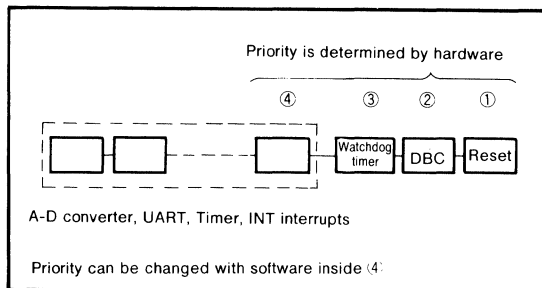 Priority is determined by hardware
④ ③ ② ①
Watchdog timer
DBC
Reset
A-D converter, UART, Timer, INT interrupts
Priority can be changed with software inside ④